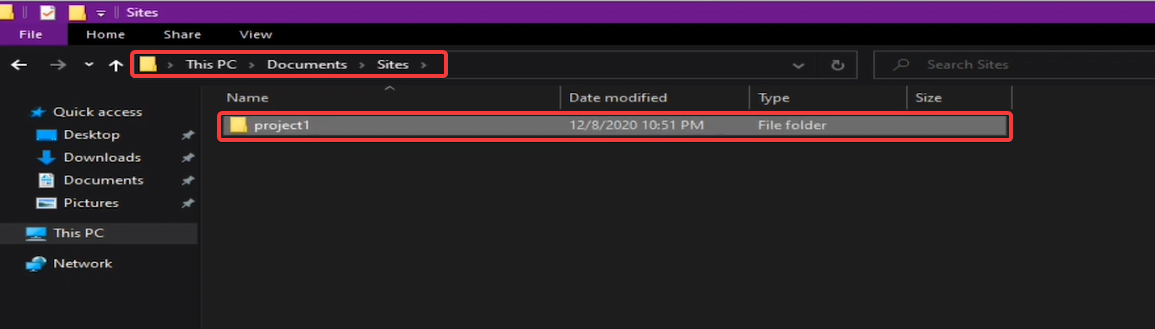 Sites
File Home Share View
This PC Documents Sites
Search Sites
Name Date modified Type Size
Quick access
project1 12/8/2020 10:51 PM File folder
Desktop
Downloads
Documents
Pictures
This PC
Network